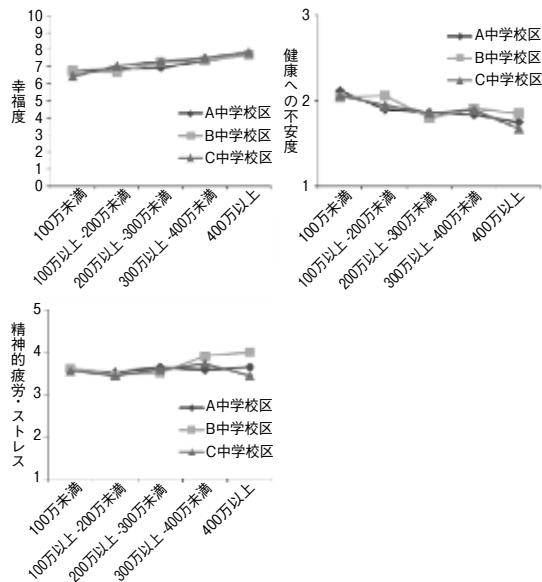 幸福度
10
9
8
7
6
5
4
3
2
1
0
A中学校区
B中学校区
C中学校区
100万未満
100万以上-200万未満
200万以上-300万未満
300万以上-400万未満
400万以上
健康への不安度
3
2
1
A中学校区
B中学校区
C中学校区
100万未満
100万以上-200万未満
200万以上-300万未満
300万以上-400万未満
400万以上
精神的疲労・ストレス
5
4
3
2
1
A中学校区
B中学校区
C中学校区
100万未満
100万以上-200万未満
200万以上-300万未満
300万以上-400万未満
400万以上